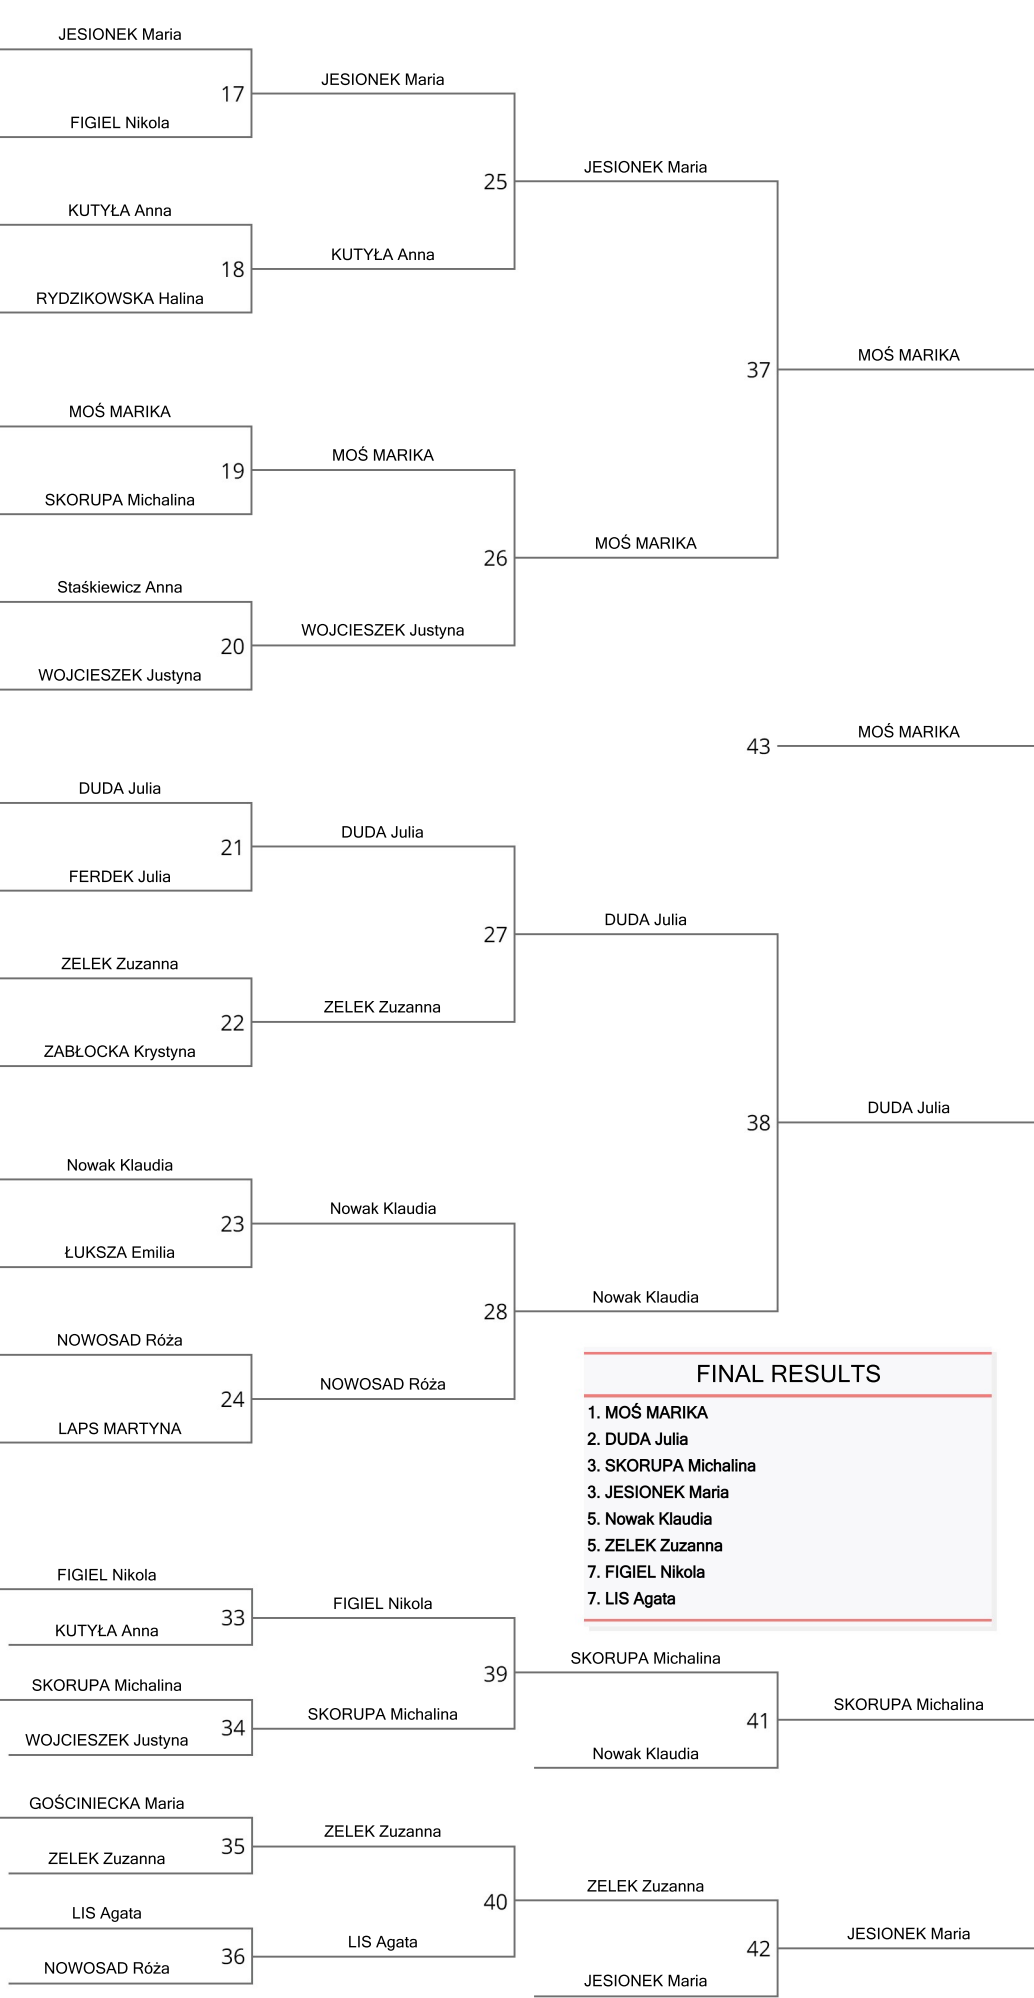 JESIONEK Maria
JESIONEK Maria
17
FIGIEL Nikola
JESIONEK Maria
25
KUTYŁA Anna
KUTYŁA Anna
18
RYDZIKOWSKA Halina
MOŚ MARIKA
37
MOŚ MARIKA
MOŚ MARIKA
19
SKORUPA Michalina
MOŚ MARIKA
26
Staśkiewicz Anna
WOJCIESZEK Justyna
20
WOJCIESZEK Justyna
MOŚ MARIKA
43
DUDA Julia
DUDA Julia
21
FERDEK Julia
DUDA Julia
27
ZELEK Zuzanna
ZELEK Zuzanna
22
ZABŁOCKA Krystyna
DUDA Julia
38
Nowak Klaudia
Nowak Klaudia
23
ŁUKSZA Emilia
Nowak Klaudia
28
NOWOSAD Róża
NOWOSAD Róża
24
LAPS MARTYNA
FINAL RESULTS
1. MOŚ MARIKA
2. DUDA Julia
3. SKORUPA Michalina
3. JESIONEK Maria
5. Nowak Klaudia
5. ZELEK Zuzanna
7. FIGIEL Nikola
7. LIS Agata
FIGIEL Nikola
FIGIEL Nikola
33
KUTYŁA Anna
SKORUPA Michalina
39
SKORUPA Michalina
SKORUPA Michalina
34
WOJCIESZEK Justyna
SKORUPA Michalina
41
Nowak Klaudia
GOŚCINIECKA Maria
ZELEK Zuzanna
35
ZELEK Zuzanna
ZELEK Zuzanna
40
LIS Agata
LIS Agata
36
NOWOSAD Róża
JESIONEK Maria
42
JESIONEK Maria